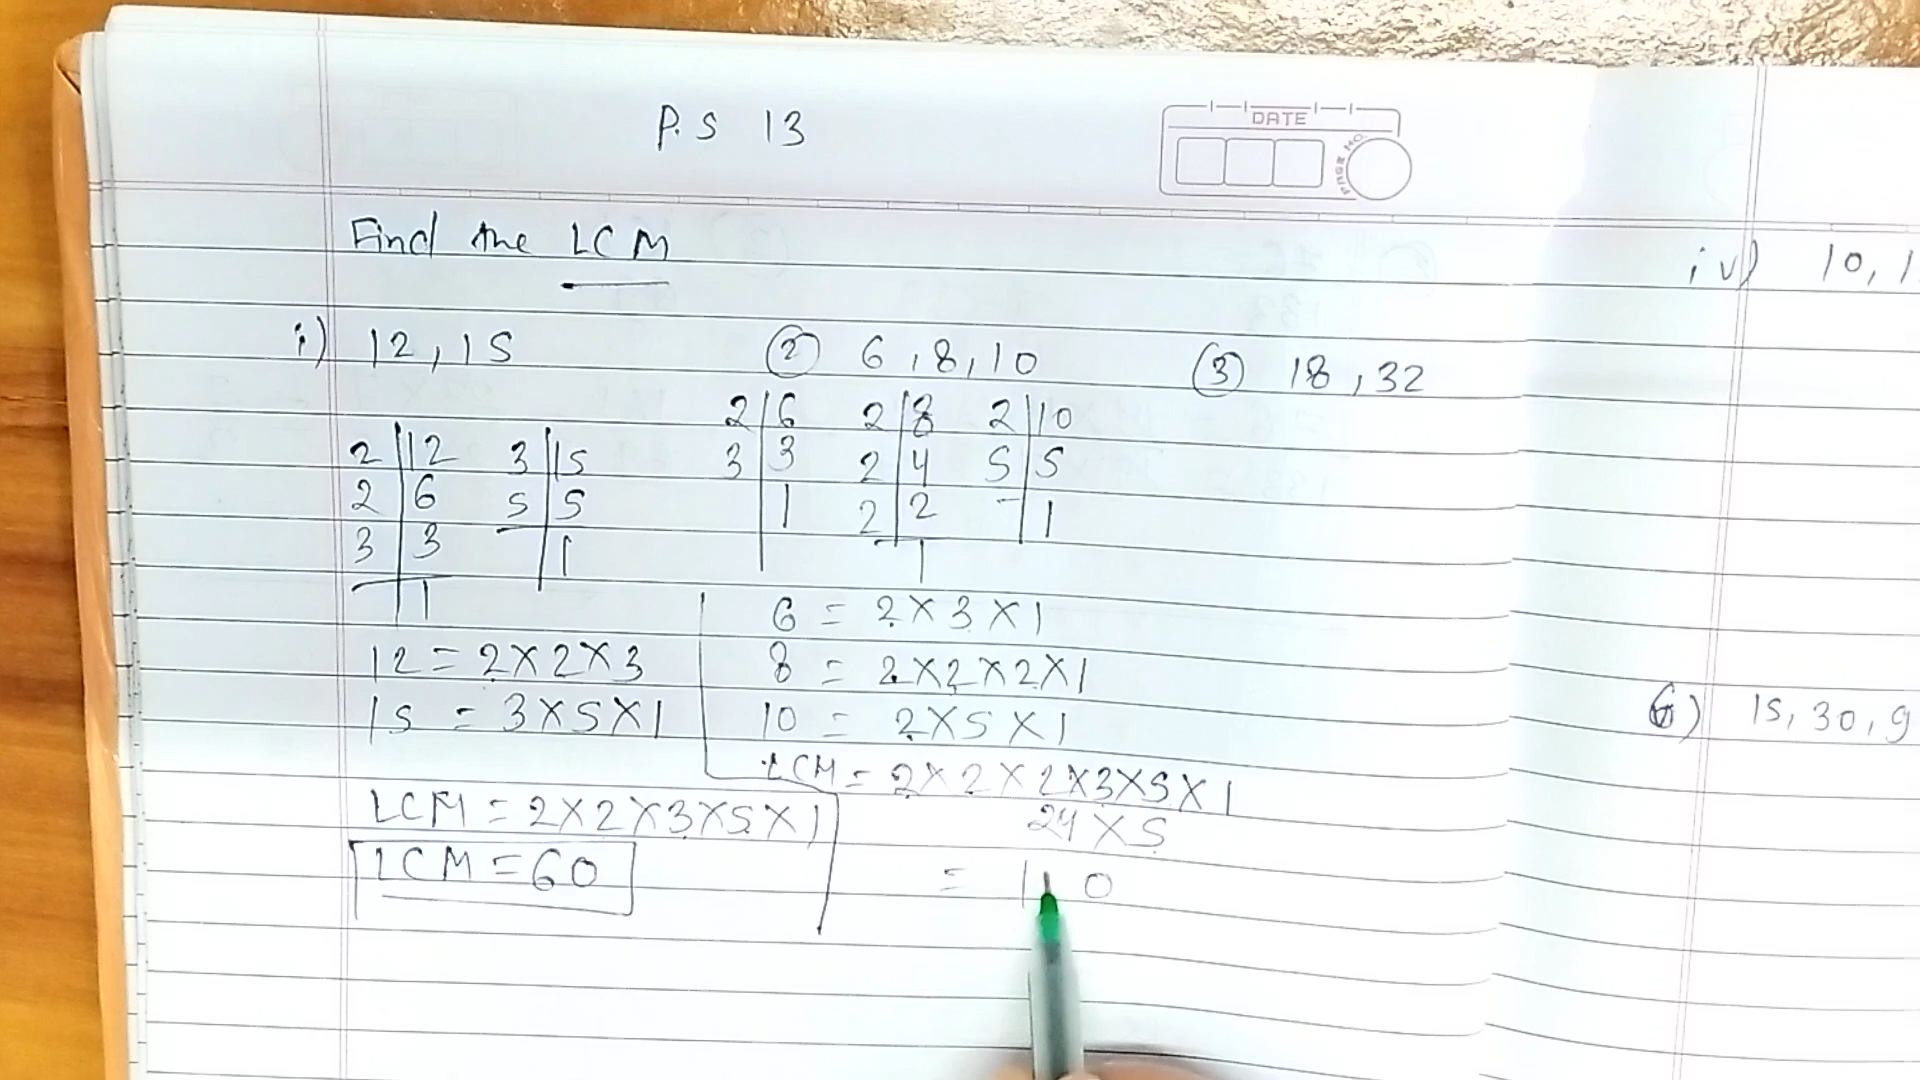 P.S 13
DATE
PAGE NO.
Find the LCM
i) 12, 15
2 | 12
2 | 6
3 | 3
1
3 | 15
5 | 5
1
12 = 2 × 2 × 3
15 = 3 × 5 × 1
LCM = 2 × 2 × 3 × 5 × 1
LCM = 60
② 6, 8, 10
2 | 6
3 | 3
1
2 | 8
2 | 4
2 | 2
1
2 | 10
5 | 5
1
6 = 2 × 3 × 1
8 = 2 × 2 × 2 × 1
10 = 2 × 5 × 1
LCM = 2 × 2 × 2 × 3 × 5 × 1
24 × 5
= 1 0
③ 18, 32
iv) 10, 1
6) 15, 30, 9